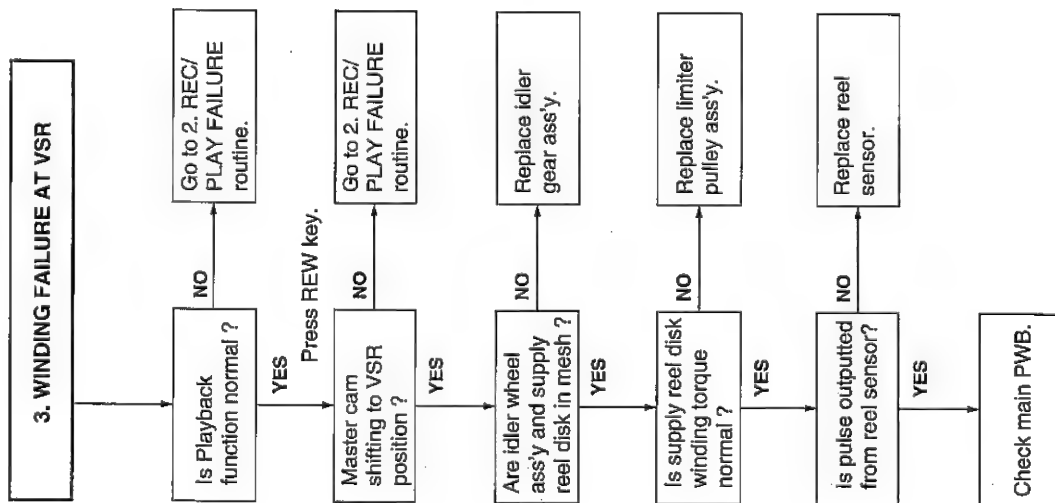 3. WINDING FAILURE AT VSR
Is Playback
function normal ?
NO
Go to 2. REC/
PLAY FAILURE
routine.
YES
Press REW key.
Master cam
shifting to VSR
position ?
NO
Go to 2. REC/
PLAY FAILURE
routine.
YES
Are idler wheel
ass'y and supply
reel disk in mesh ?
NO
Replace idler
gear ass'y.
YES
Is supply reel disk
winding torque
normal ?
NO
Replace limiter
pulley ass'y.
YES
Is pulse outputted
from reel sensor?
NO
Replace reel
sensor.
YES
Check main PWB.